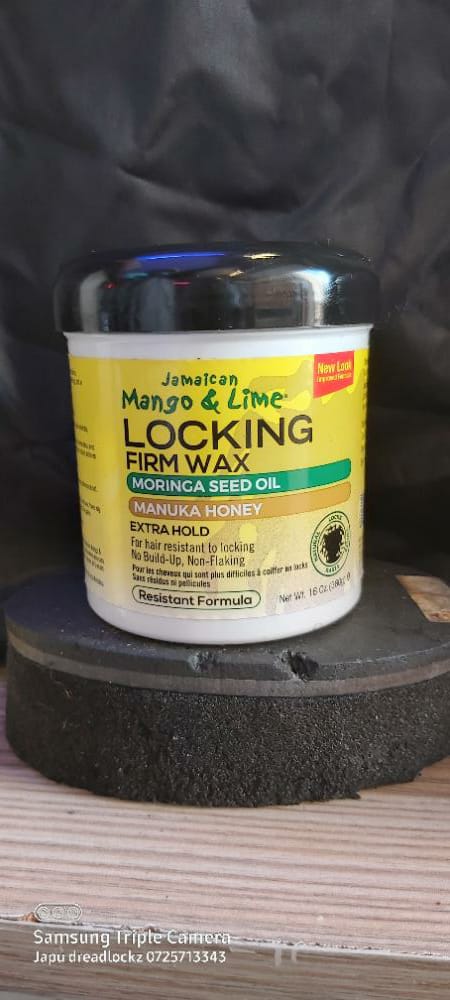 New Look
Improved Formula
Jamaican
Mango & Lime
LOCKING
FIRM WAX
MORINGA SEED OIL
MANUKA HONEY
EXTRA HOLD
For hair resistant to locking
No Build-Up, Non-Flaking
Pour les cheveux qui sont plus difficiles à coiffer en locks
Sans résidus ni pellicules
Resistant Formula
Net Wt. 16 Oz.
Samsung Triple Camera
Japu dreadlockz 0725713343